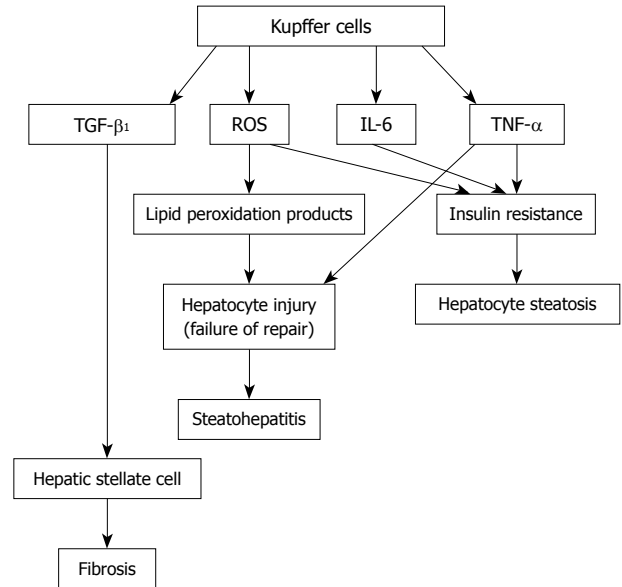 Kupffer cells
TGF-β1
ROS
IL-6
TNF-α
Lipid peroxidation products
Insulin resistance
Hepatocyte injury
(failure of repair)
Hepatocyte steatosis
Steatohepatitis
Hepatic stellate cell
Fibrosis